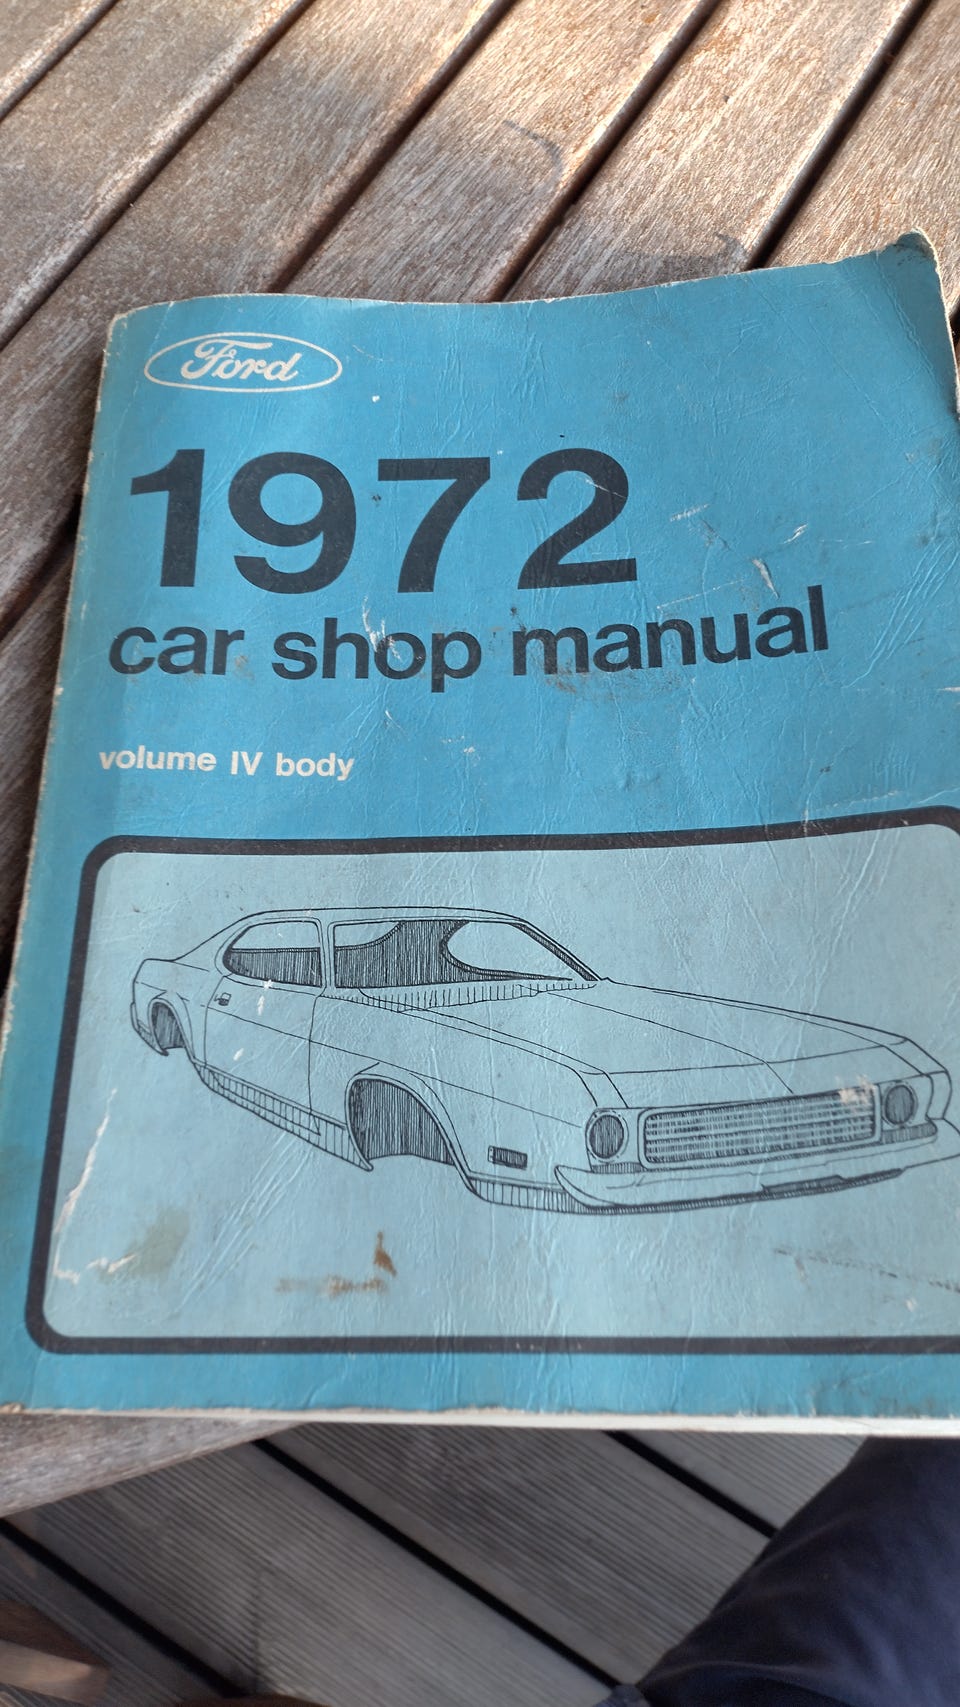 Ford
1972
car shop manual
volume IV body